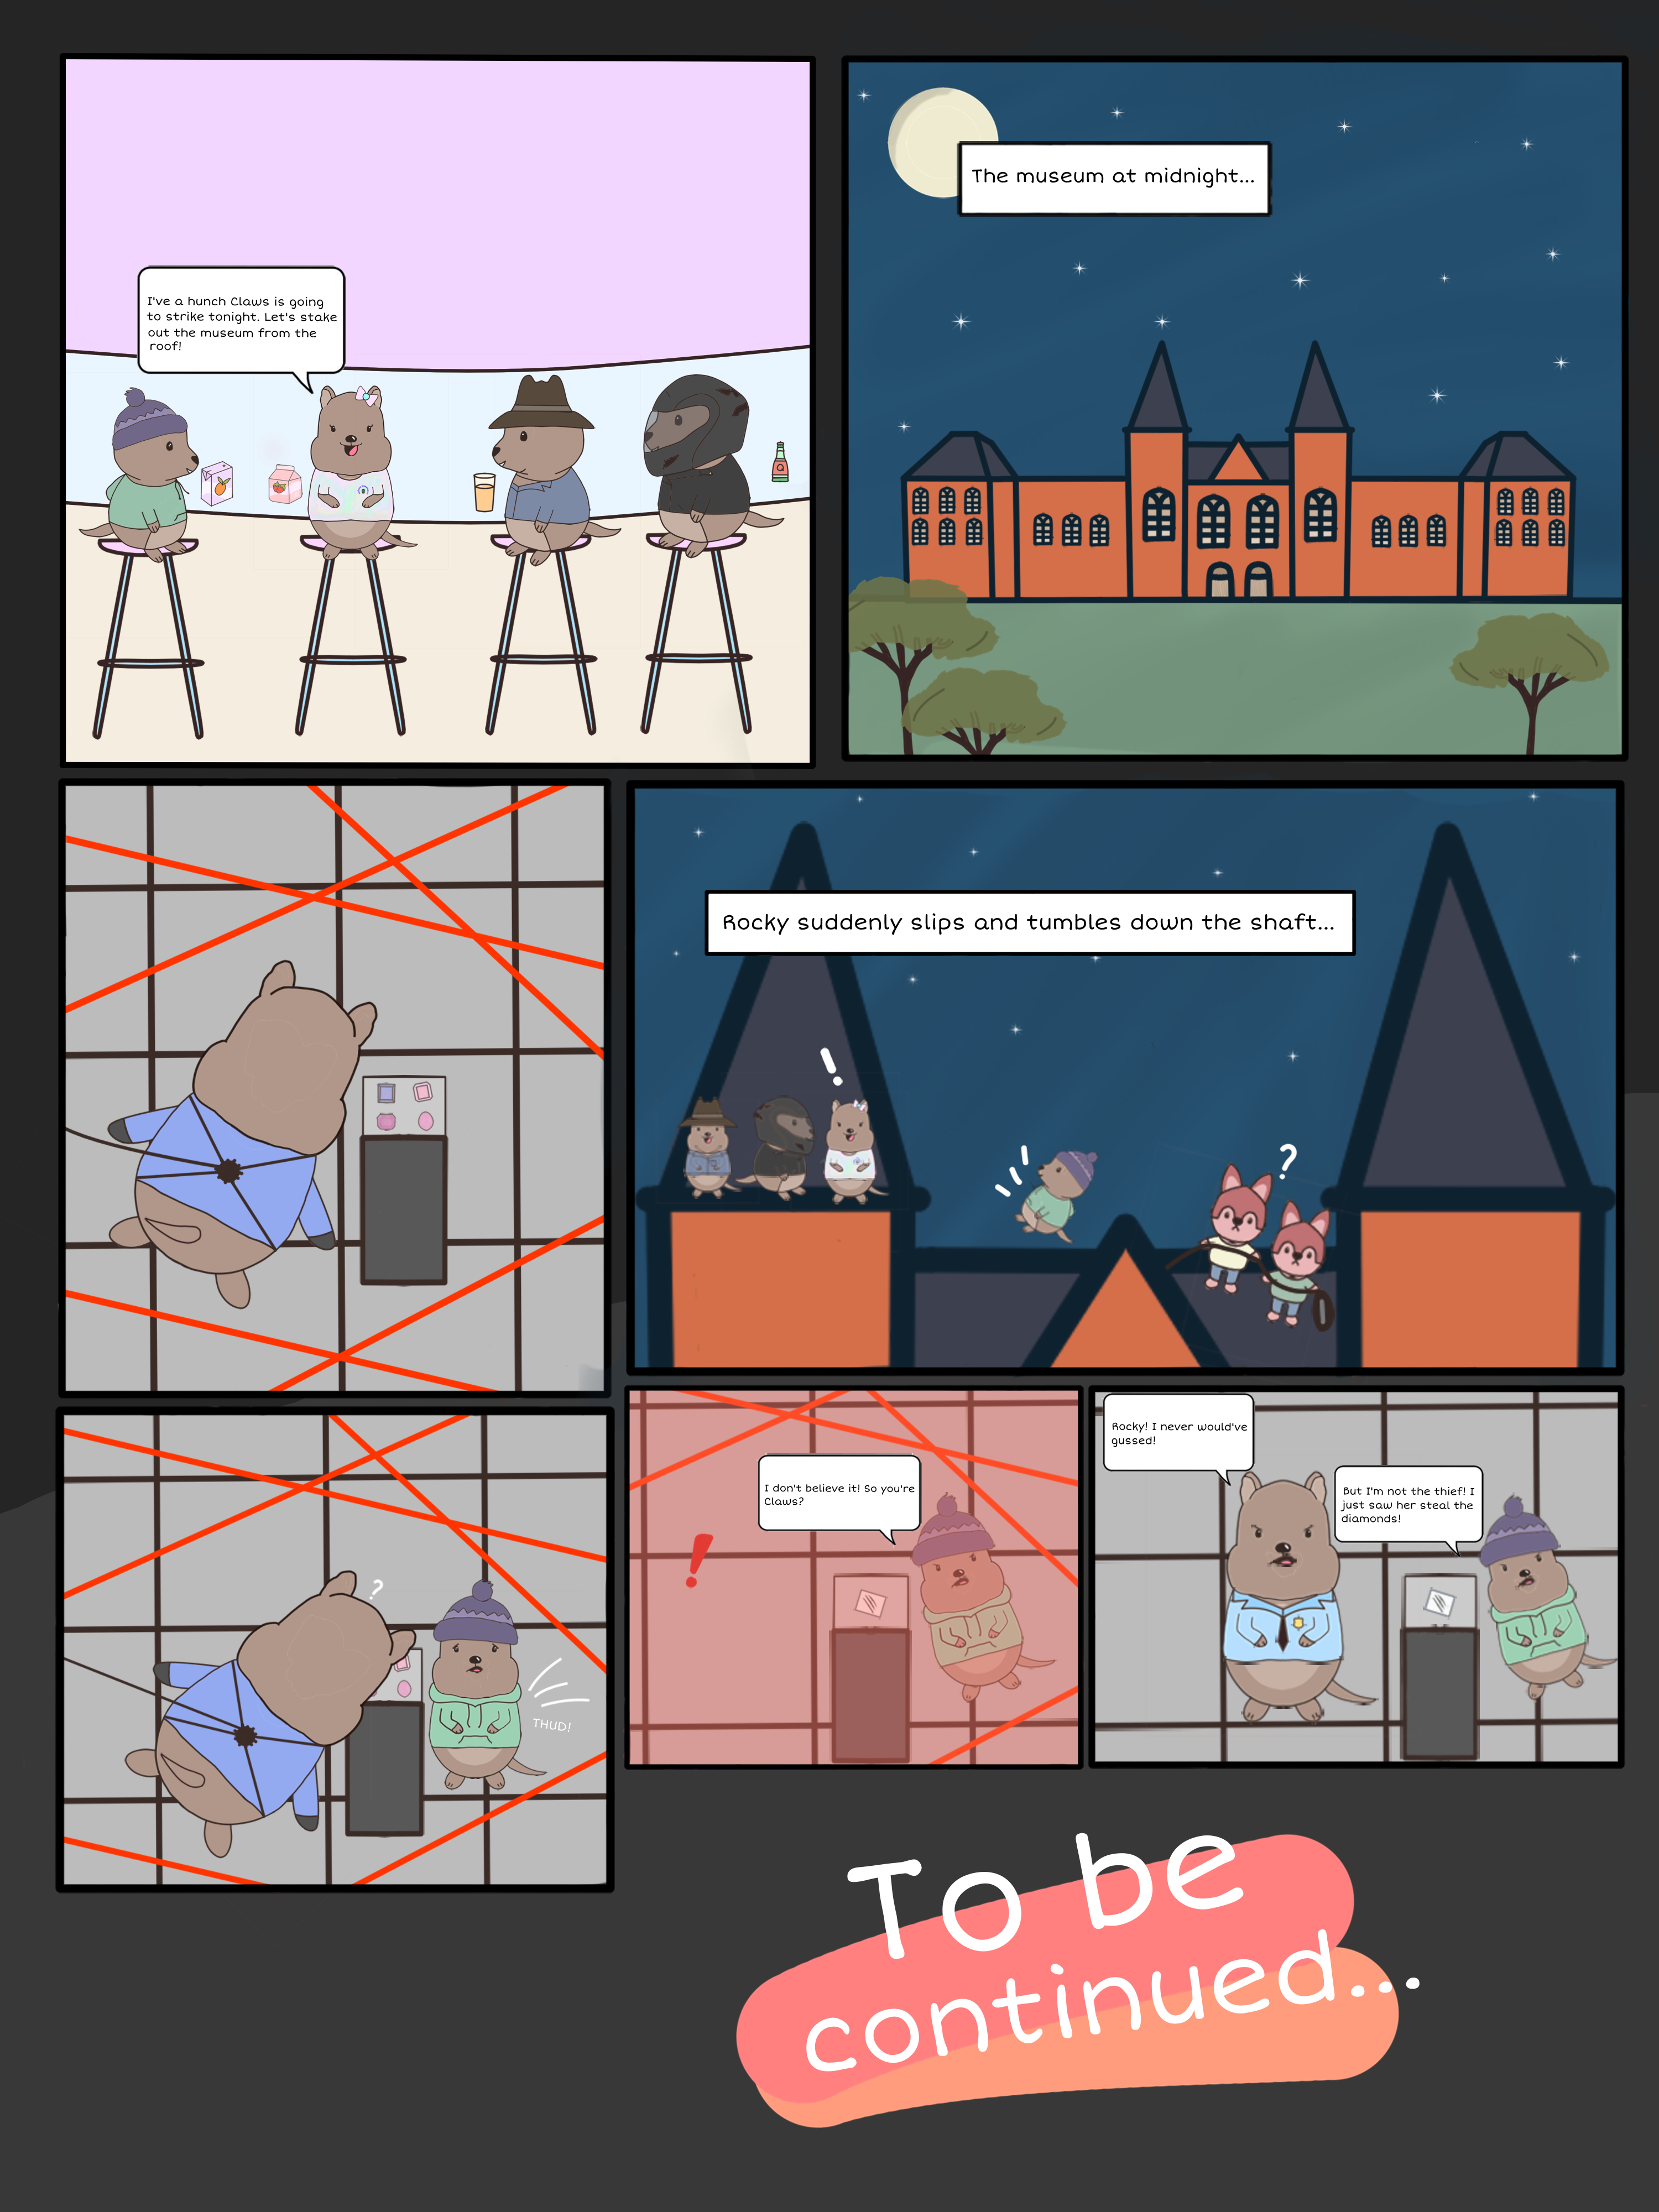 I've a hunch Claws is going
to strike tonight. Let's stake
out the museum from the
roof!
Q
The museum at midnight...
Rocky suddenly slips and tumbles down the shaft...
!
?
?
THUD!
!
I don't believe it! So you're
Claws?
Rocky! I never would've
gussed!
But I'm not the thief! I
just saw her steal the
diamonds!
To be
continued...